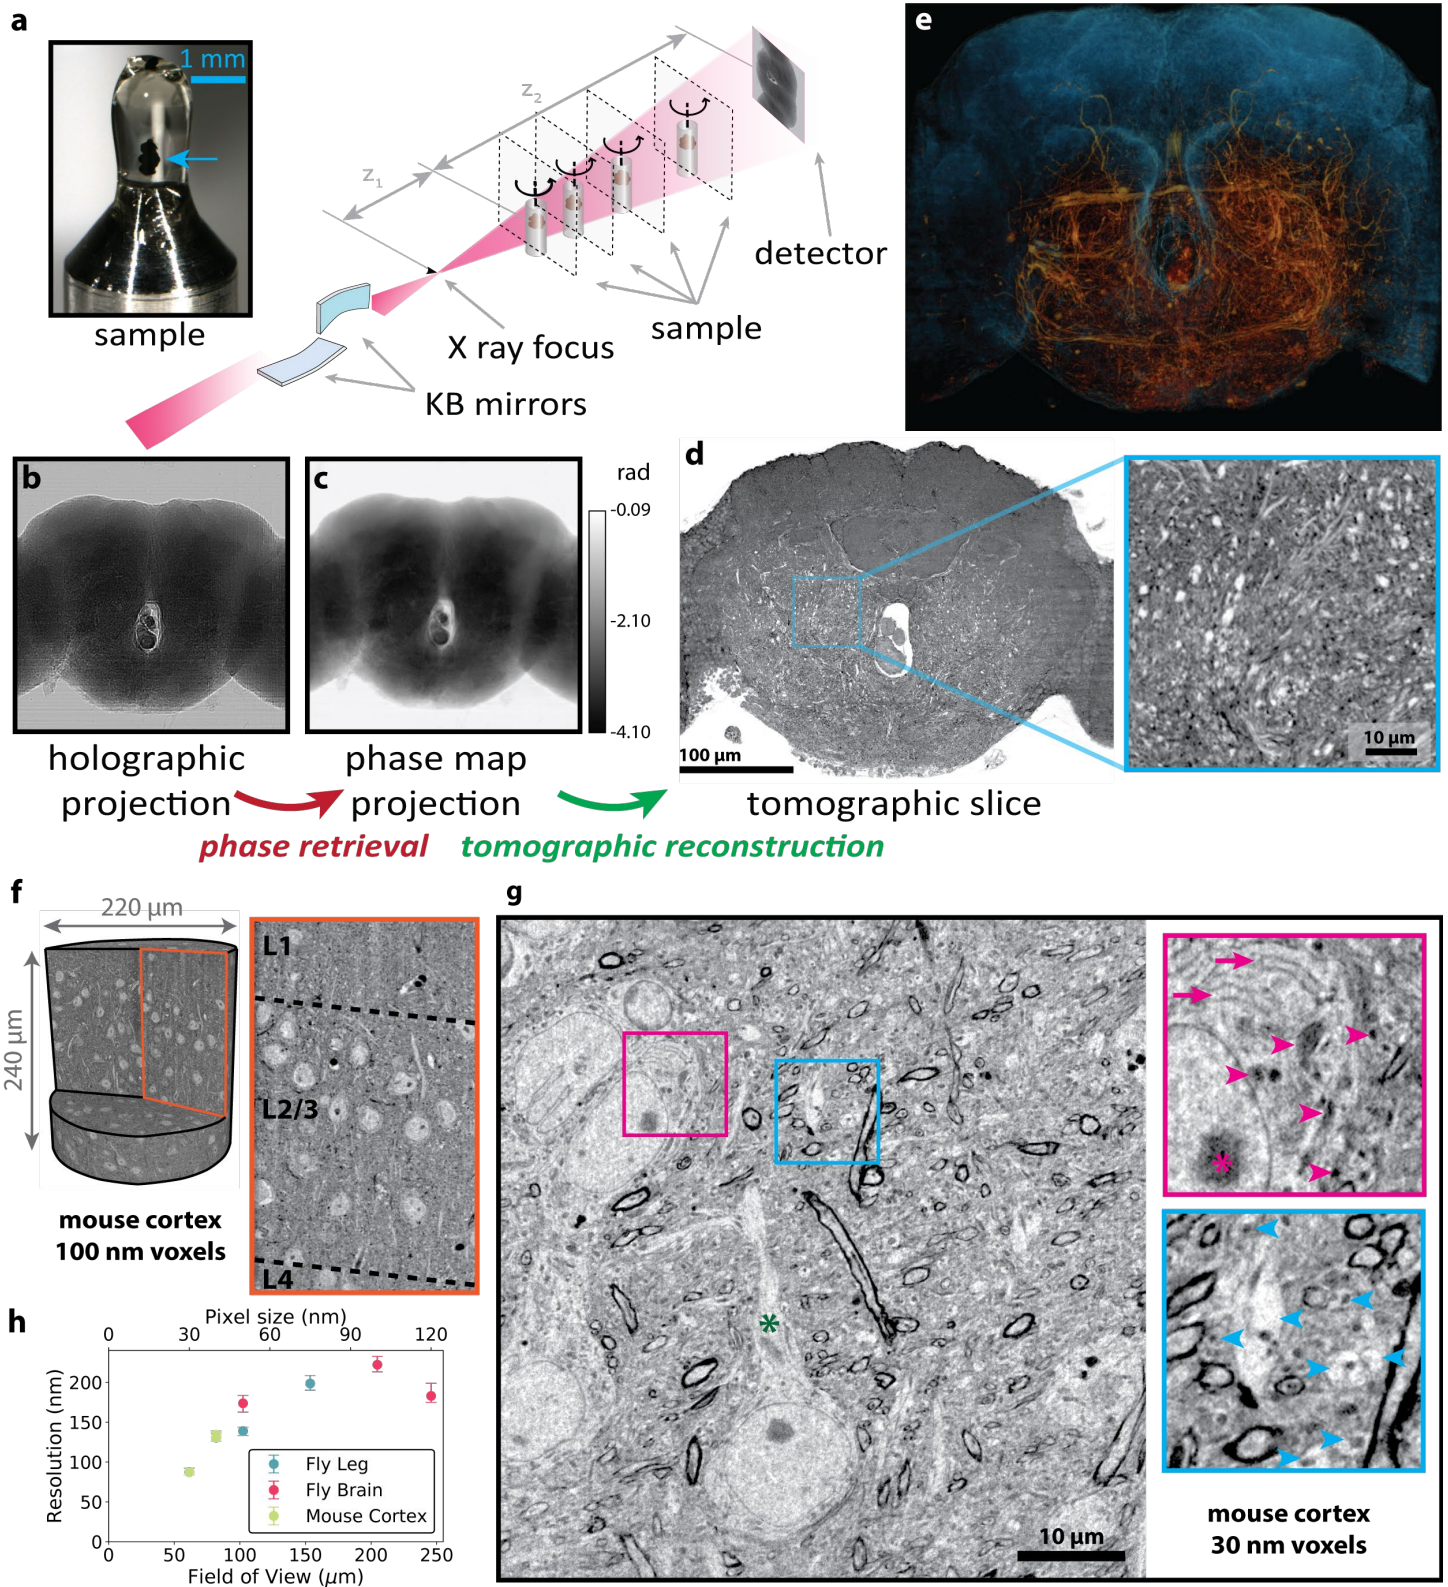 a
1 mm
sample
z1
z2
detector
sample
X ray focus
KB mirrors
e
b
c
rad
-0.09
-2.10
-4.10
d
100 µm
10 µm
holographic
projection
phase map
projection
tomographic slice
phase retrieval
tomographic reconstruction
f
220 µm
240 µm
L1
L2/3
L4
mouse cortex
100 nm voxels
g
*
*
10 µm
mouse cortex
30 nm voxels
h
Pixel size (nm)
0 30 60 90 120
Resolution (nm)
200
150
100
50
0
Fly Leg
Fly Brain
Mouse Cortex
0 50 100 150 200 250
Field of View (µm)